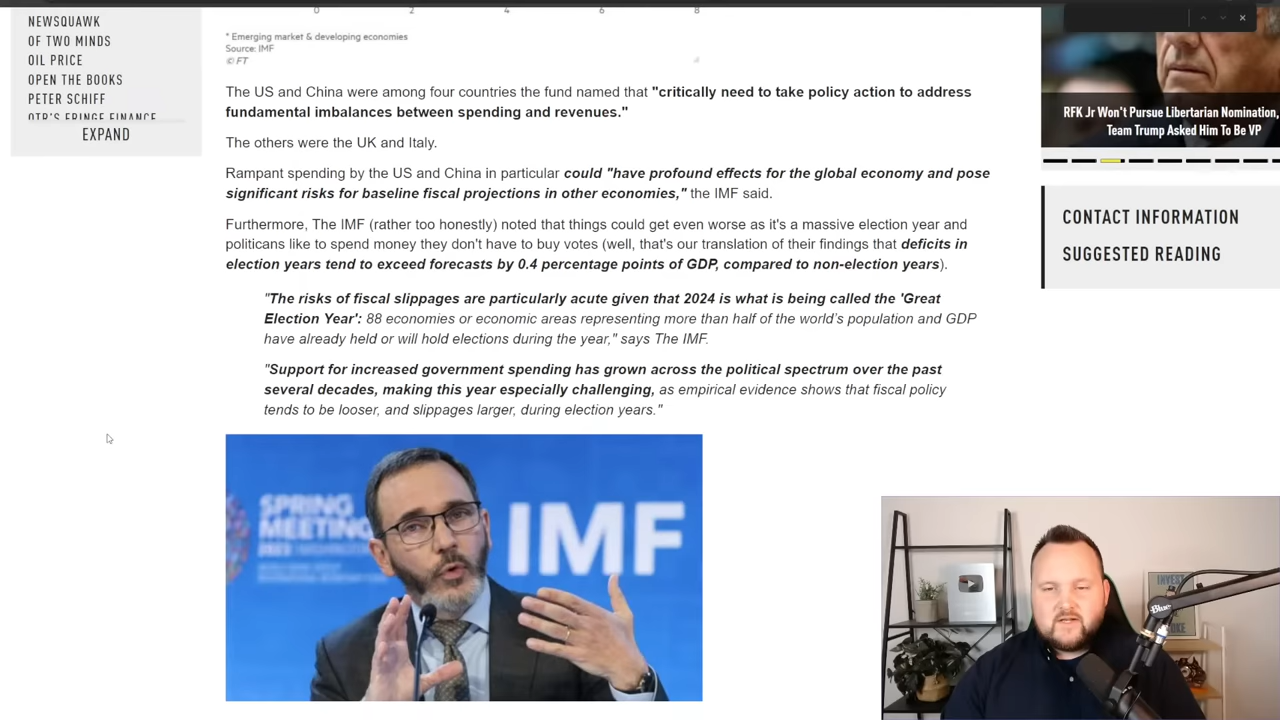 0 2 4 6 8
NEWSQUAWK
OF TWO MINDS
OIL PRICE
OPEN THE BOOKS
PETER SCHIFF
QTR'S FRINGE FINANCE
EXPAND
* Emerging market & developing economies
Source: IMF
© FT
The US and China were among four countries the fund named that "critically need to take policy action to address
fundamental imbalances between spending and revenues."
The others were the UK and Italy.
Rampant spending by the US and China in particular could "have profound effects for the global economy and pose
significant risks for baseline fiscal projections in other economies," the IMF said.
Furthermore, The IMF (rather too honestly) noted that things could get even worse as it's a massive election year and
politicians like to spend money they don't have to buy votes (well, that's our translation of their findings that deficits in
election years tend to exceed forecasts by 0.4 percentage points of GDP, compared to non-election years).
"The risks of fiscal slippages are particularly acute given that 2024 is what is being called the 'Great
Election Year': 88 economies or economic areas representing more than half of the world's population and GDP
have already held or will hold elections during the year," says The IMF.
"Support for increased government spending has grown across the political spectrum over the past
several decades, making this year especially challenging, as empirical evidence shows that fiscal policy
tends to be looser, and slippages larger, during election years."
SPRING
MEETING
IMF
RFK Jr Won't Pursue Libertarian Nomination,
Team Trump Asked Him To Be VP
CONTACT INFORMATION
SUGGESTED READING
INVEST
Blue